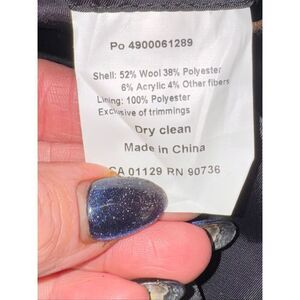 Po 4900061289
Shell: 52% Wool 38% Polyester
6% Acrylic 4% Other fibers
Lining: 100% Polyester
Exclusive of trimmings
Dry clean
Made in China
CA 01129 RN 90736